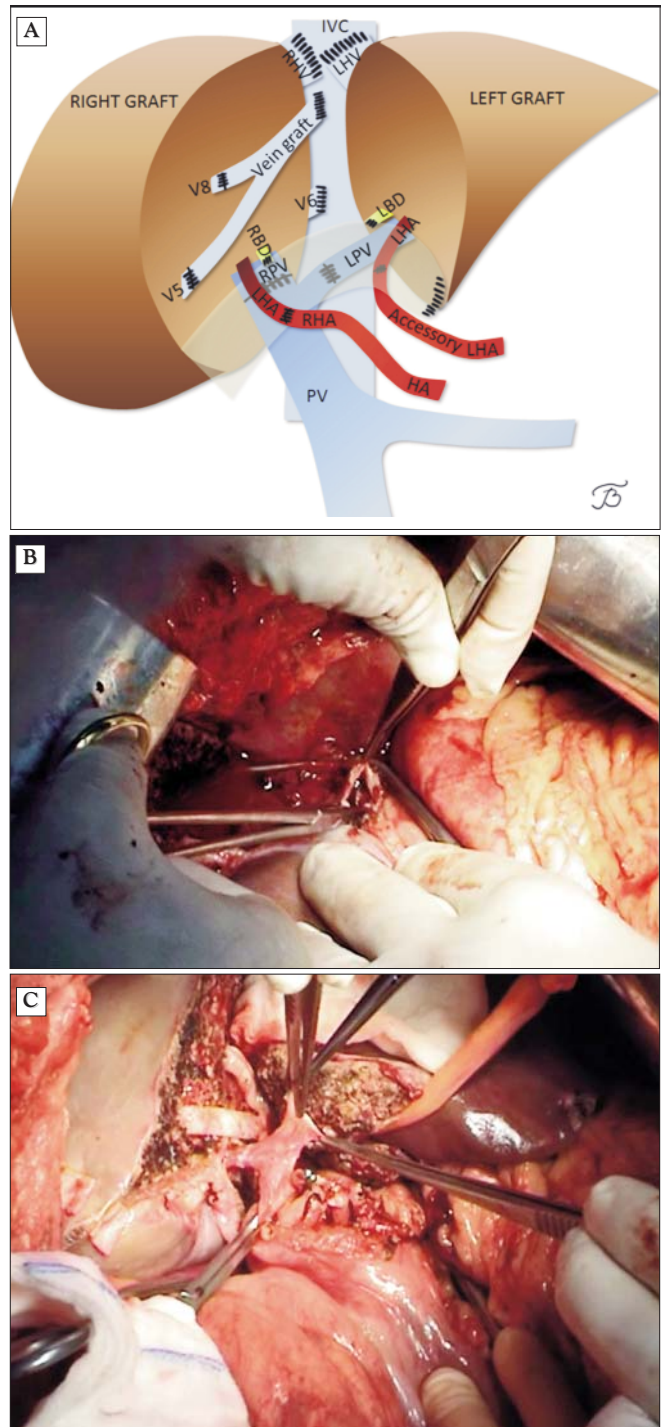 A
IVC
RHV
LHV
RIGHT GRAFT
LEFT GRAFT
Vein graft
V8
V6
LBD
RBD
LHA
V5
RPV
LPV
LHA
RHA
Accessory LHA
HA
PV
B
C